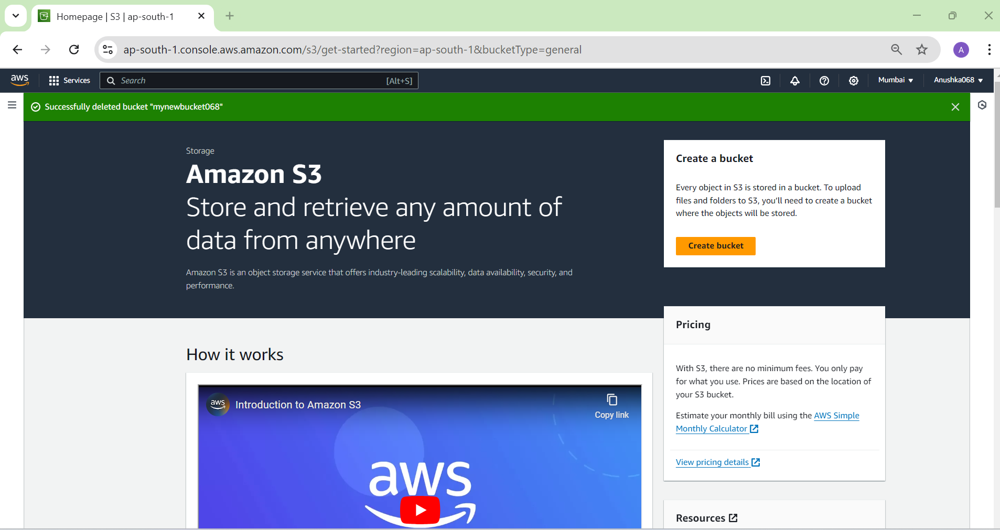 Homepage | S3 | ap-south-1
ap-south-1.console.aws.amazon.com/s3/get-started?region=ap-south-1&bucketType=general
A
aws
Services
Search
[Alt+S]
Mumbai
Anushka068
Successfully deleted bucket "mynewbucket068"
Storage
Amazon S3
Store and retrieve any amount of
data from anywhere
Amazon S3 is an object storage service that offers industry-leading scalability, data availability, security, and
performance.
Create a bucket
Every object in S3 is stored in a bucket. To upload
files and folders to S3, you’ll need to create a bucket
where the objects will be stored.
Create bucket
How it works
aws
Introduction to Amazon S3
Copy link
aws
Pricing
With S3, there are no minimum fees. You only pay
for what you use. Prices are based on the location of
your S3 bucket.
Estimate your monthly bill using the AWS Simple
Monthly Calculator
View pricing details
Resources